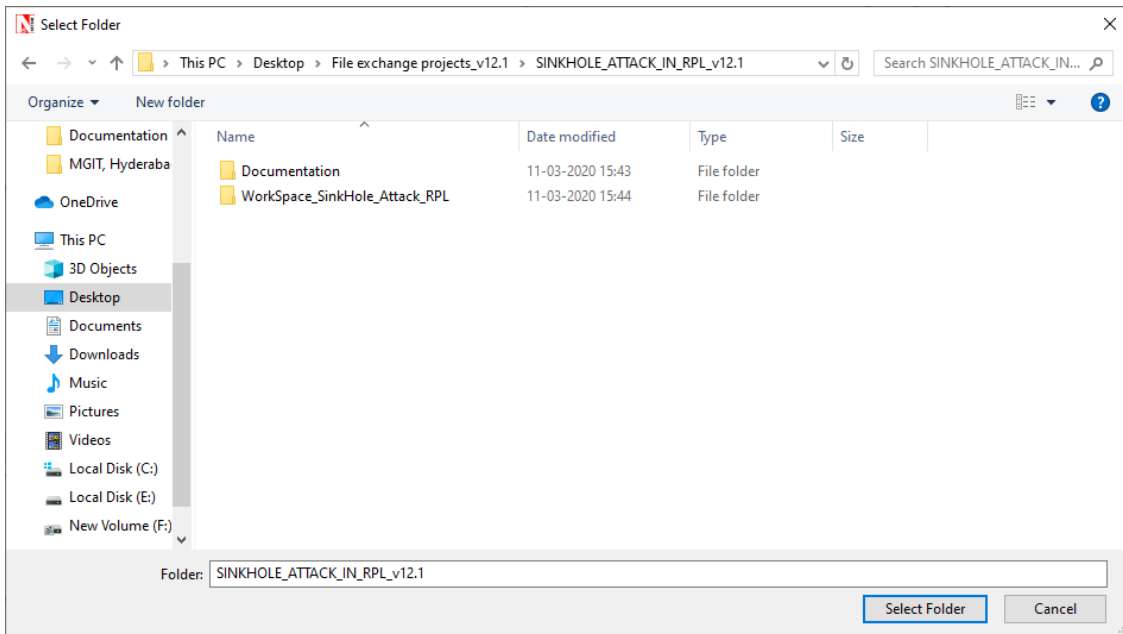 Select Folder
This PC > Desktop > File exchange projects_v12.1 > SINKHOLE_ATTACK_IN_RPL_v12.1
Search SINKHOLE_ATTACK_IN...
Organize
New folder
?
Documentation
MGIT, Hyderaba
OneDrive
This PC
3D Objects
Desktop
Documents
Downloads
Music
Pictures
Videos
Local Disk (C:)
Local Disk (E:)
New Volume (F:)
Name Date modified Type Size
Documentation 11-03-2020 15:43 File folder
WorkSpace_SinkHole_Attack_RPL 11-03-2020 15:44 File folder
Folder: SINKHOLE_ATTACK_IN_RPL_v12.1
Select Folder
Cancel